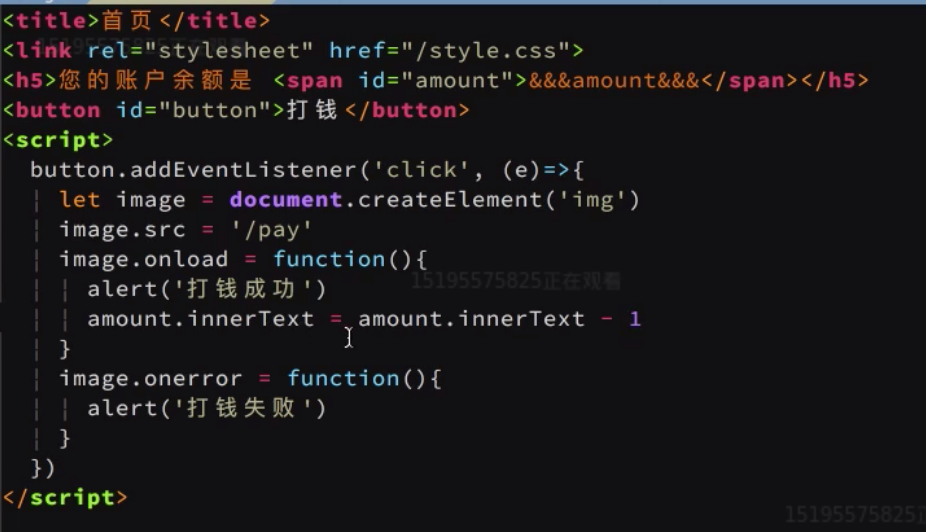 <title>首页</title>
<link rel="stylesheet" href="/style.css">
<h5>您的账户余额是 <span id="amount">&&&amount&&&</span></h5>
<button id="button">打钱</button>
<script>
  button.addEventListener('click', (e)=>{
    let image = document.createElement('img')
    image.src = '/pay'
    image.onload = function(){
      alert('打钱成功')
      amount.innerText = amount.innerText - 1
    }
    image.onerror = function(){
      alert('打钱失败')
    }
  })
</script>
15195575825正在观看
15195575825正在观看
15195575825